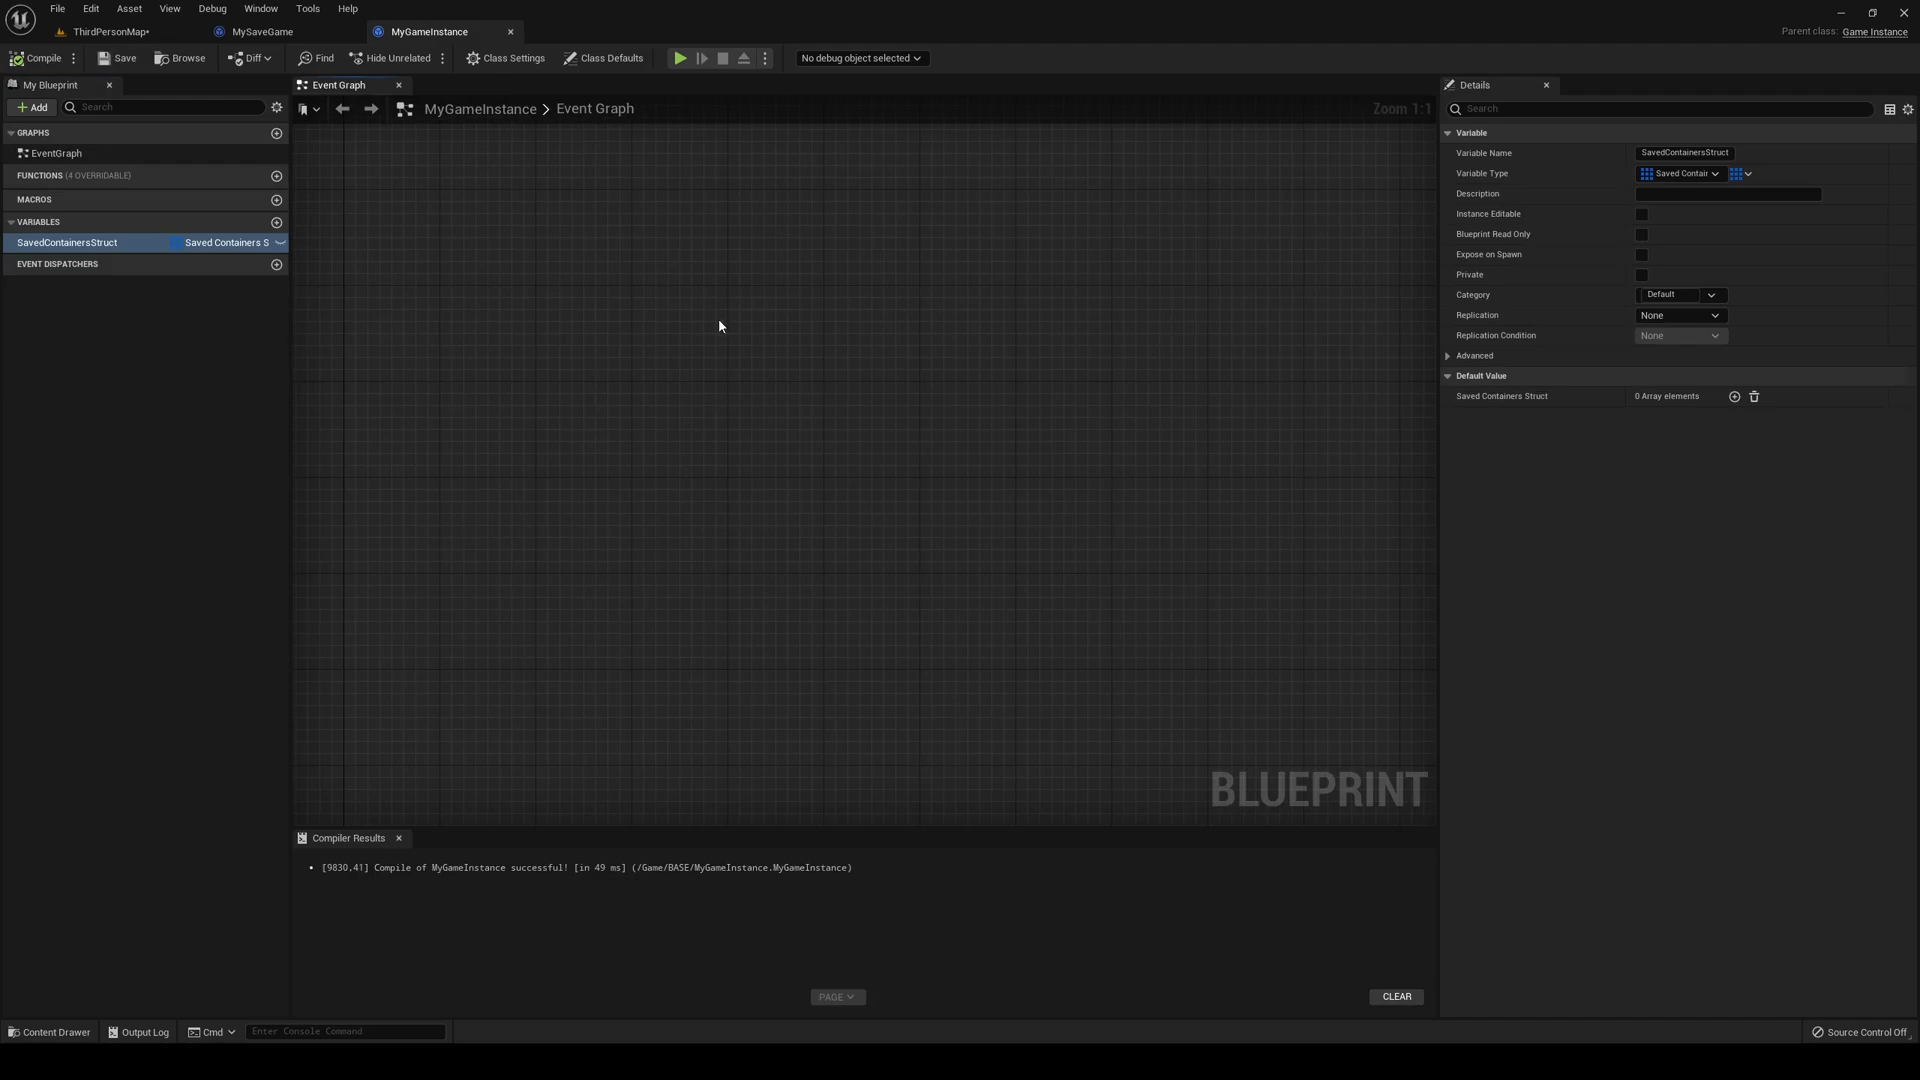 File Edit Asset View Debug Window Tools Help
ThirdPersonMap* MySaveGame MyGameInstance
Parent class: Game Instance
Compile Save Browse Diff Find Hide Unrelated Class Settings Class Defaults No debug object selected
My Blueprint
Add Search
GRAPHS
EventGraph
FUNCTIONS (4 OVERRIDABLE)
MACROS
VARIABLES
SavedContainersStruct Saved Containers S
EVENT DISPATCHERS
Event Graph
MyGameInstance > Event Graph Zoom 1:1
BLUEPRINT
Compiler Results
• [9830,41] Compile of MyGameInstance successful! [in 49 ms] (/Game/BASE/MyGameInstance.MyGameInstance)
PAGE CLEAR
Details
Search
Variable
Variable Name SavedContainersStruct
Variable Type Saved Contair
Description
Instance Editable
Blueprint Read Only
Expose on Spawn
Private
Category Default
Replication None
Replication Condition None
Advanced
Default Value
Saved Containers Struct 0 Array elements
Content Drawer Output Log Cmd Enter Console Command Source Control Off